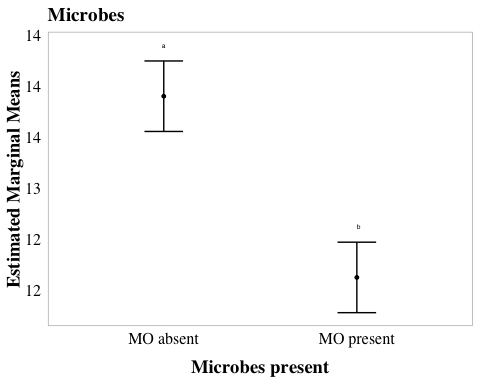 Microbes
Estimated Marginal Means
14
14
14
13
12
12
a
b
MO absent MO present
Microbes present